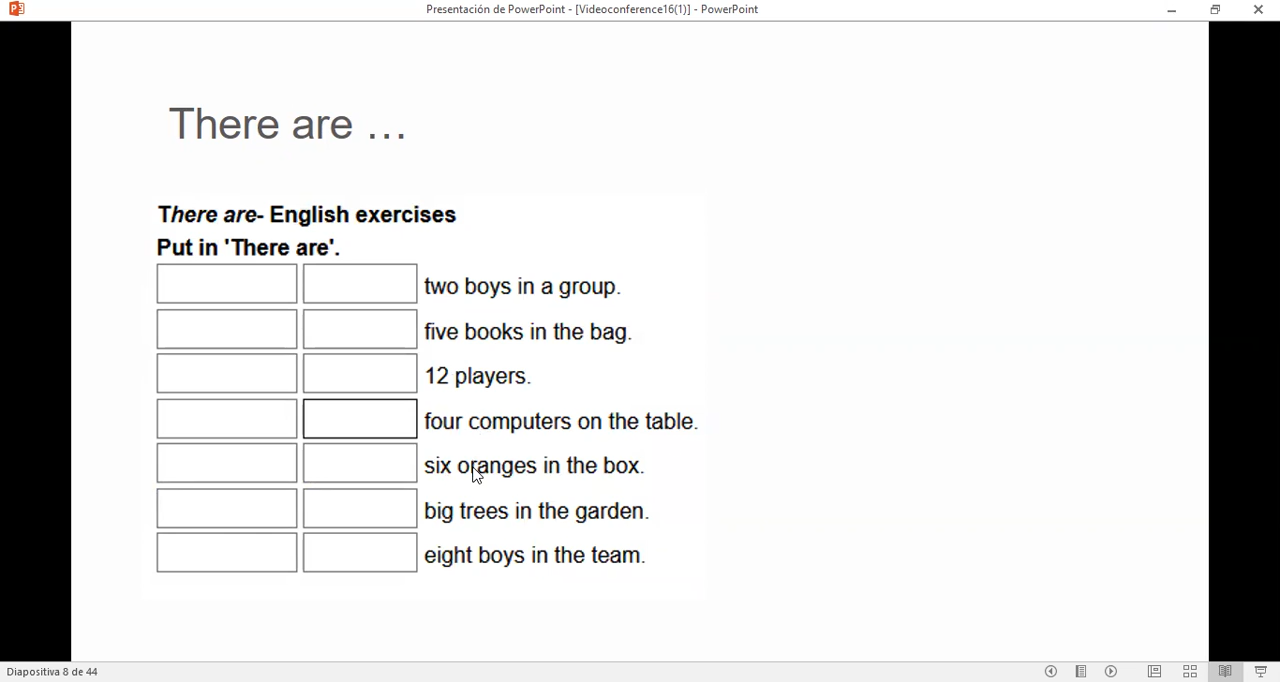 Presentación de PowerPoint - [Videoconference16(1)] - PowerPoint
There are …
There are- English exercises
Put in 'There are'.
two boys in a group.
five books in the bag.
12 players.
four computers on the table.
six oranges in the box.
big trees in the garden.
eight boys in the team.
Diapositiva 8 de 44